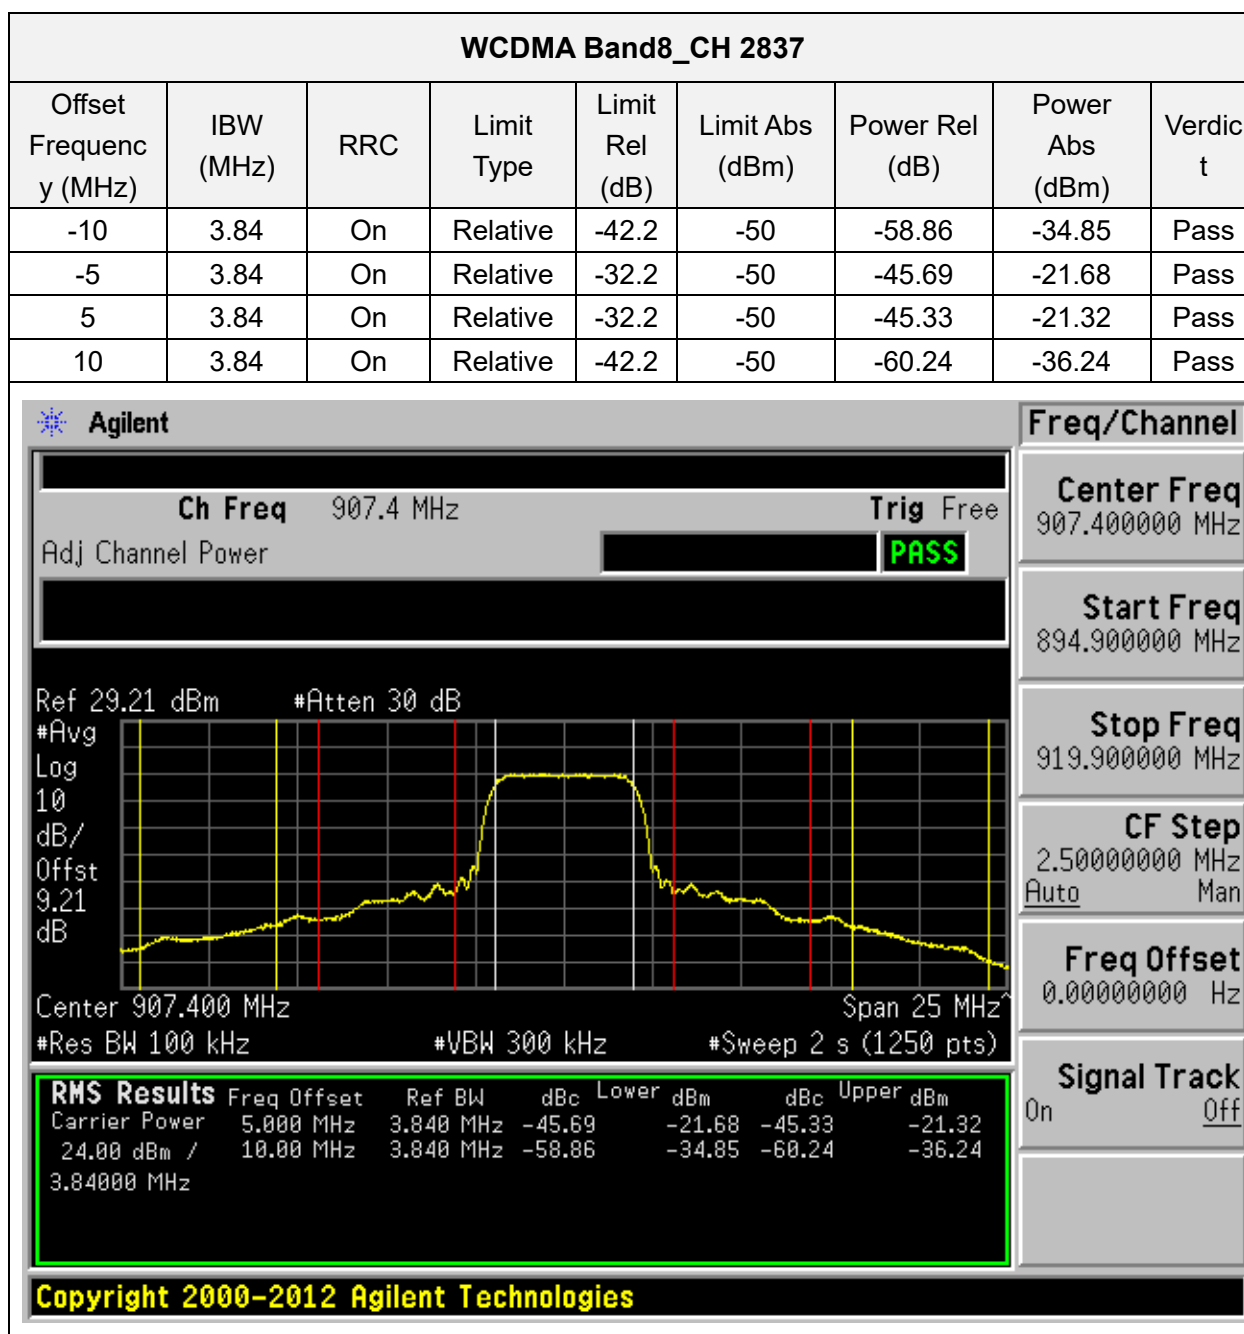 WCDMA Band8_CH 2837
Offset Frequenc y (MHz) IBW (MHz) RRC Limit Type Limit Rel (dB) Limit Abs (dBm) Power Rel (dB) Power Abs (dBm) Verdic t
-10 3.84 On Relative -42.2 -50 -58.86 -34.85 Pass
-5 3.84 On Relative -32.2 -50 -45.69 -21.68 Pass
5 3.84 On Relative -32.2 -50 -45.33 -21.32 Pass
10 3.84 On Relative -42.2 -50 -60.24 -36.24 Pass
Agilent
Ch Freq 907.4 MHz Trig Free
Adj Channel Power PASS
Ref 29.21 dBm #Atten 30 dB
#Avg
Log
10
dB/
Offst
9.21
dB
Center 907.400 MHz Span 25 MHz^
#Res BW 100 kHz #VBW 300 kHz #Sweep 2 s (1250 pts)
RMS Results Freq Offset Ref BW dBc Lower dBm dBc Upper dBm
Carrier Power 5.000 MHz 3.840 MHz -45.69 -21.68 -45.33 -21.32
24.00 dBm / 10.00 MHz 3.840 MHz -58.86 -34.85 -60.24 -36.24
3.84000 MHz
Copyright 2000-2012 Agilent Technologies
Freq/Channel
Center Freq
907.400000 MHz
Start Freq
894.900000 MHz
Stop Freq
919.900000 MHz
CF Step
2.50000000 MHz
Auto Man
Freq Offset
0.00000000 Hz
Signal Track
On Off